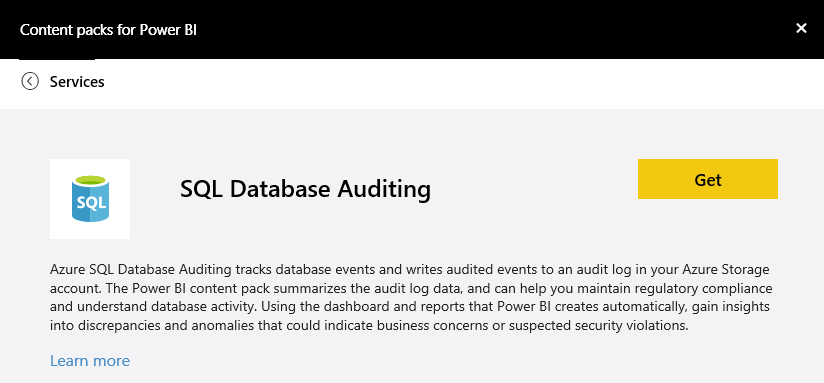 Content packs for Power BI
Services
SQL
SQL Database Auditing
Get
Azure SQL Database Auditing tracks database events and writes audited events to an audit log in your Azure Storage
account. The Power BI content pack summarizes the audit log data, and can help you maintain regulatory compliance
and understand database activity. Using the dashboard and reports that Power BI creates automatically, gain insights
into discrepancies and anomalies that could indicate business concerns or suspected security violations.
Learn more